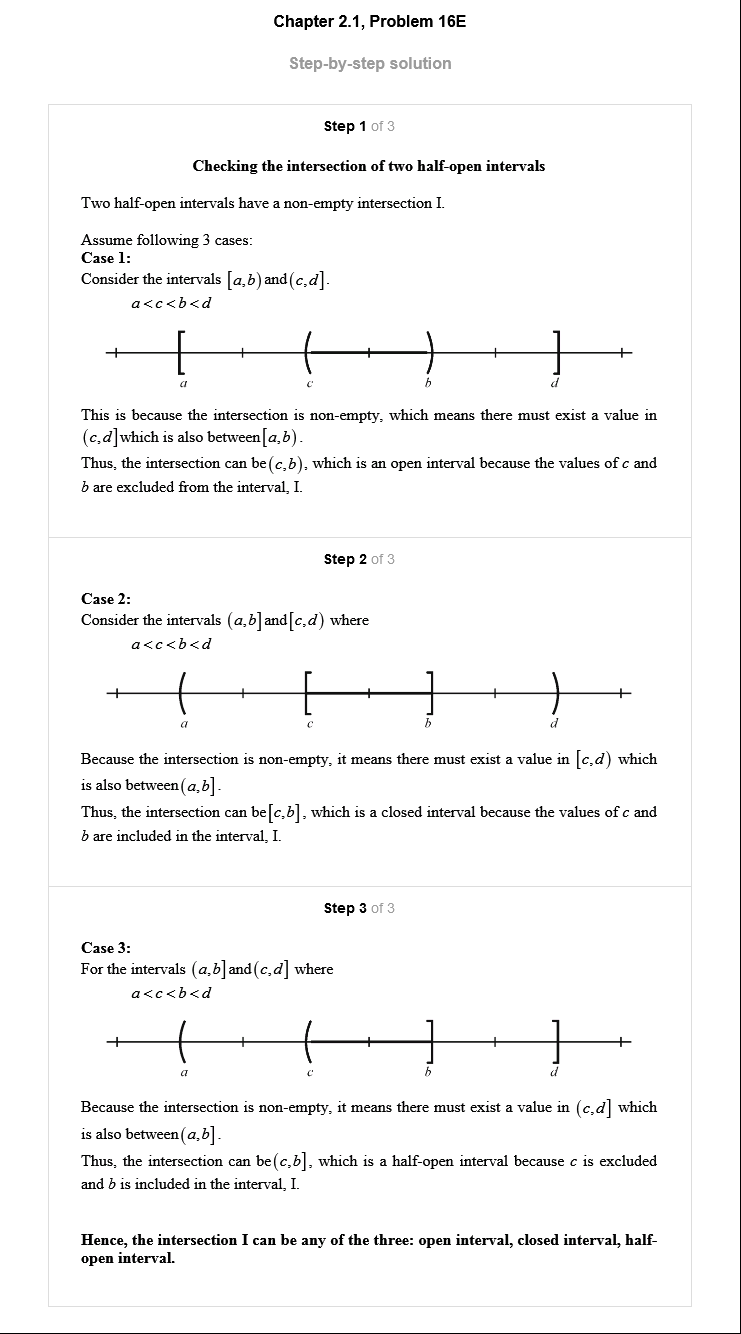 Chapter 2.1, Problem 16E
Step-by-step solution
Step 1 of 3
Checking the intersection of two half-open intervals
Two half-open intervals have a non-empty intersection I.
Assume following 3 cases:
Case 1:
Consider the intervals [a,b) and (c,d].
a<c<b<d
a c b d
This is because the intersection is non-empty, which means there must exist a value in
(c,d] which is also between [a,b).
Thus, the intersection can be (c,b), which is an open interval because the values of c and
b are excluded from the interval, I.
Step 2 of 3
Case 2:
Consider the intervals (a,b] and [c,d) where
a<c<b<d
a c b d
Because the intersection is non-empty, it means there must exist a value in [c,d) which
is also between (a,b].
Thus, the intersection can be [c,b], which is a closed interval because the values of c and
b are included in the interval, I.
Step 3 of 3
Case 3:
For the intervals (a,b] and (c,d] where
a<c<b<d
a c b d
Because the intersection is non-empty, it means there must exist a value in (c,d] which
is also between (a,b].
Thus, the intersection can be (c,b], which is a half-open interval because c is excluded
and b is included in the interval, I.
Hence, the intersection I can be any of the three: open interval, closed interval, half-
open interval.